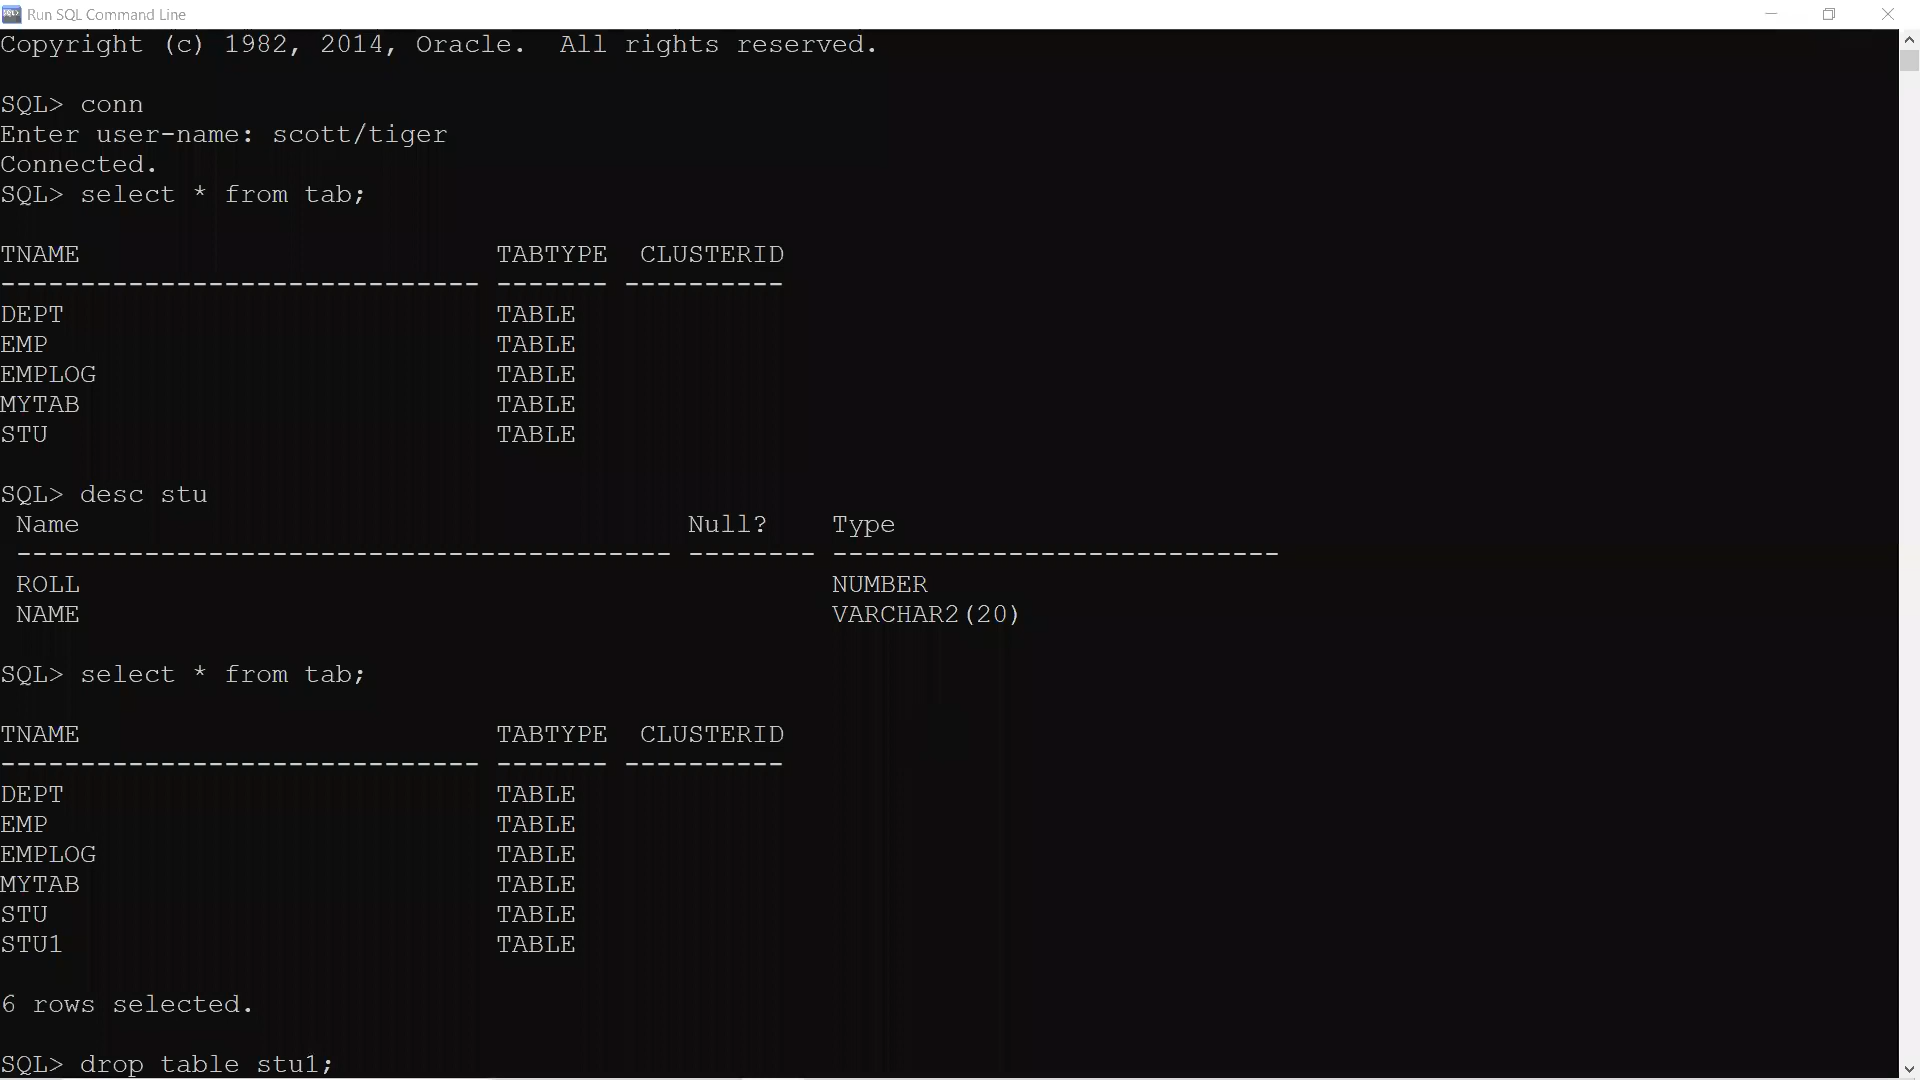 Run SQL Command Line
Copyright (c) 1982, 2014, Oracle.  All rights reserved.
SQL> conn
Enter user-name: scott/tiger
Connected.
SQL> select * from tab;
TNAME                          TABTYPE  CLUSTERID
------------------------------ ------- ----------
DEPT                           TABLE
EMP                            TABLE
EMPLOG                         TABLE
MYTAB                          TABLE
STU                            TABLE
SQL> desc stu
 Name                                      Null?    Type
 ----------------------------------------- -------- ----------------------------
 ROLL                                               NUMBER
 NAME                                               VARCHAR2(20)
SQL> select * from tab;
TNAME                          TABTYPE  CLUSTERID
------------------------------ ------- ----------
DEPT                           TABLE
EMP                            TABLE
EMPLOG                         TABLE
MYTAB                          TABLE
STU                            TABLE
STU1                           TABLE
6 rows selected.
SQL> drop table stu1;